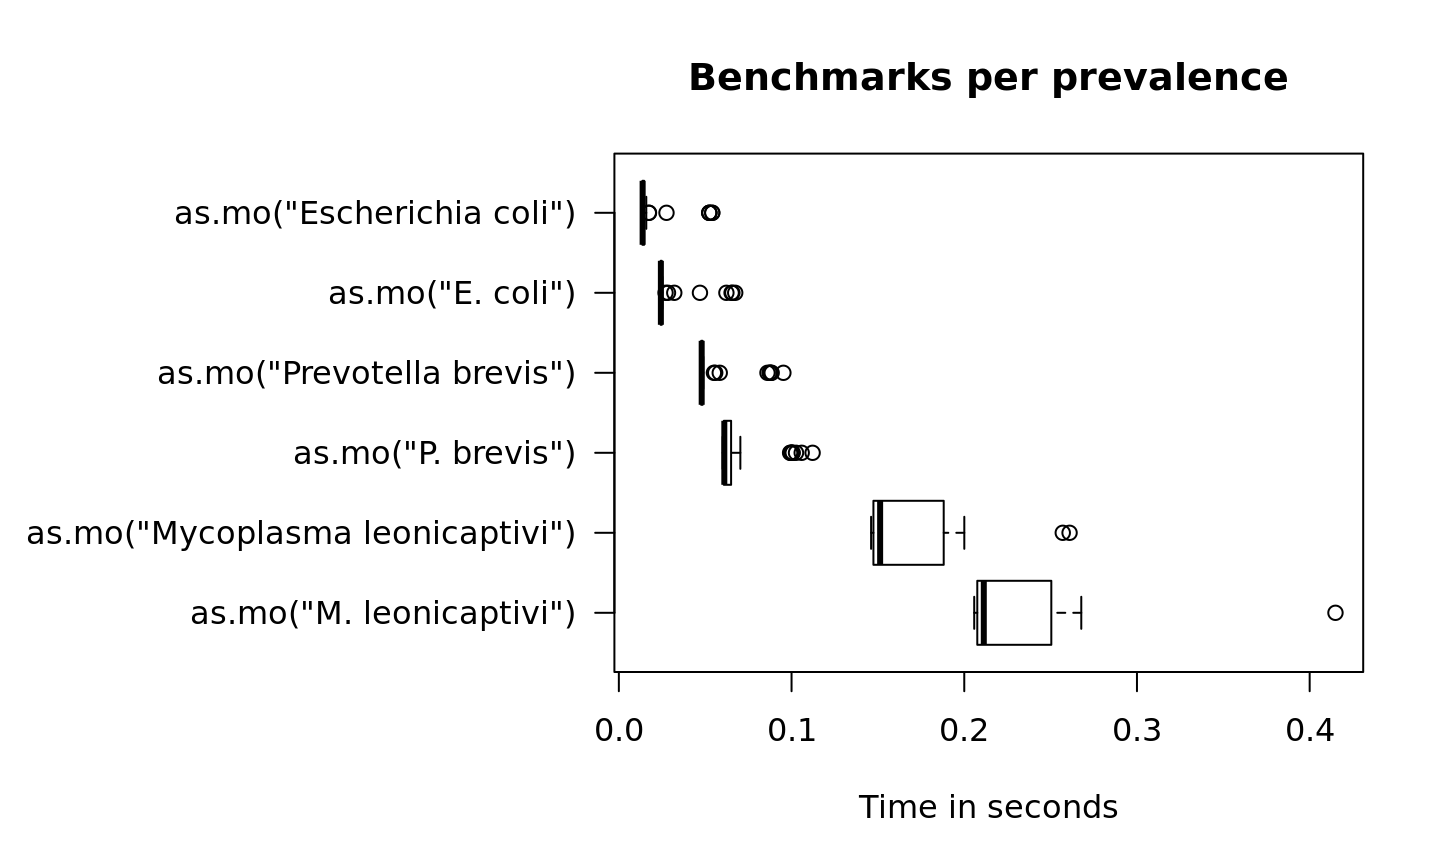 Benchmarks per prevalence
as.mo("Escherichia coli")
as.mo("E. coli")
as.mo("Prevotella brevis")
as.mo("P. brevis")
as.mo("Mycoplasma leonicaptivi")
as.mo("M. leonicaptivi")
0.0 0.1 0.2 0.3 0.4
Time in seconds